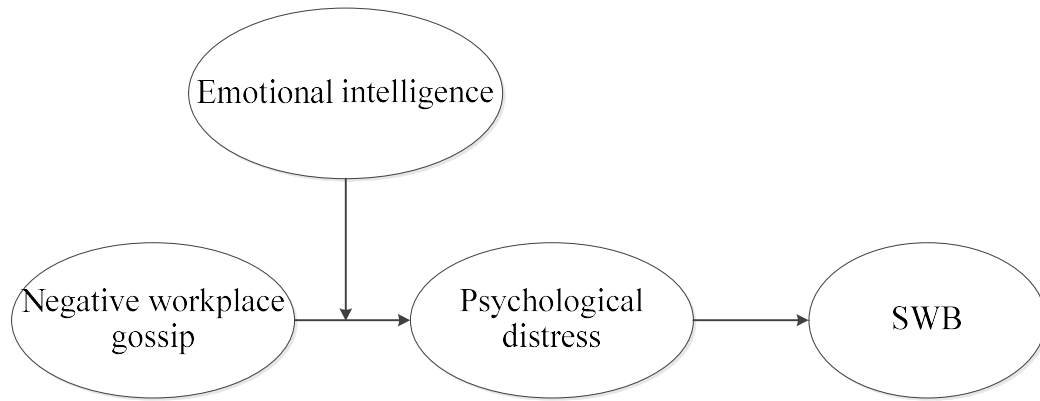 Emotional intelligence
Negative workplace
gossip
Psychological
distress
SWB